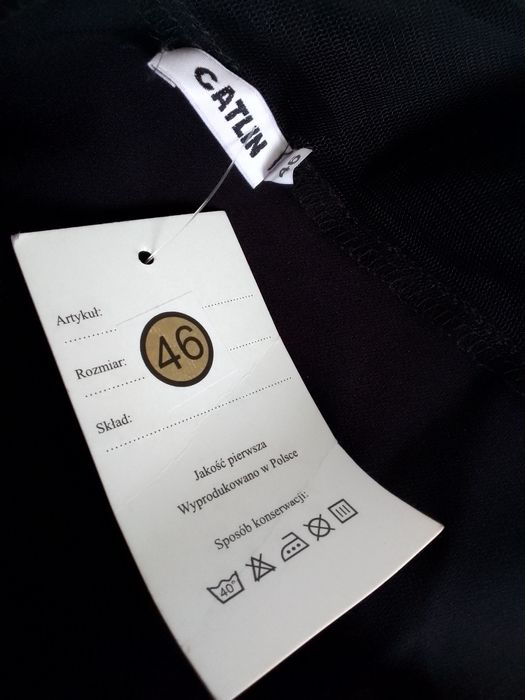 CATLIN
46
Artykuł:
Rozmiar: 46
Skład:
Jakość pierwsza
Wyprodukowano w Polsce
Sposób konserwacji:
40°